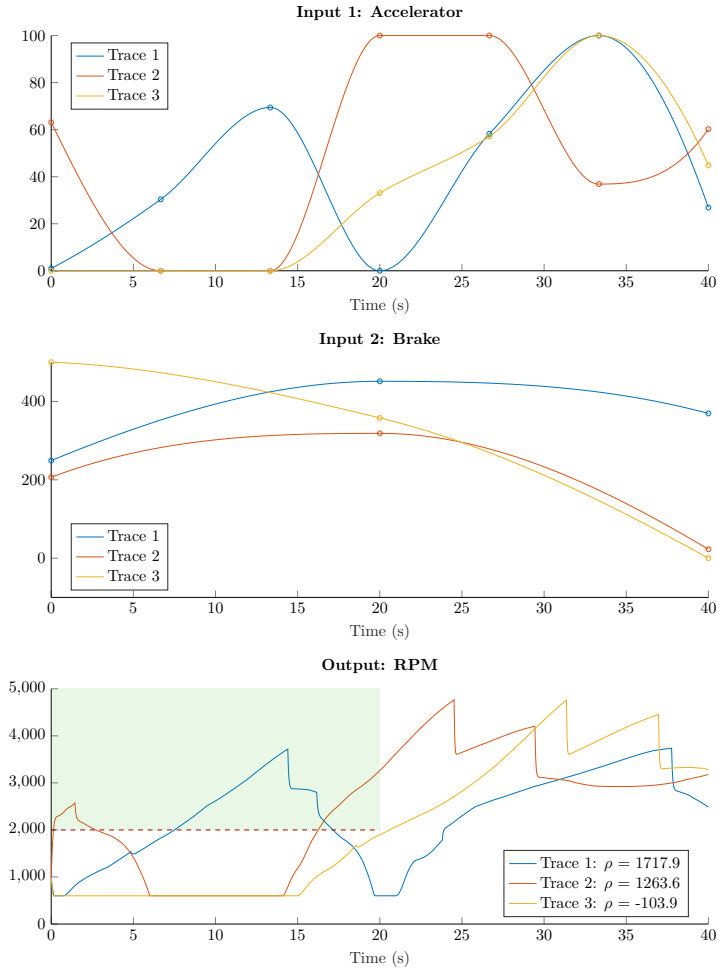 Input 1: Accelerator
100
80
60
40
20
0
Trace 1
Trace 2
Trace 3
0 5 10 15 20 25 30 35 40
Time (s)
Input 2: Brake
400
200
0
Trace 1
Trace 2
Trace 3
0 5 10 15 20 25 30 35 40
Time (s)
Output: RPM
5,000
4,000
3,000
2,000
1,000
0
Trace 1: ρ = 1717.9
Trace 2: ρ = 1263.6
Trace 3: ρ = -103.9
0 5 10 15 20 25 30 35 40
Time (s)